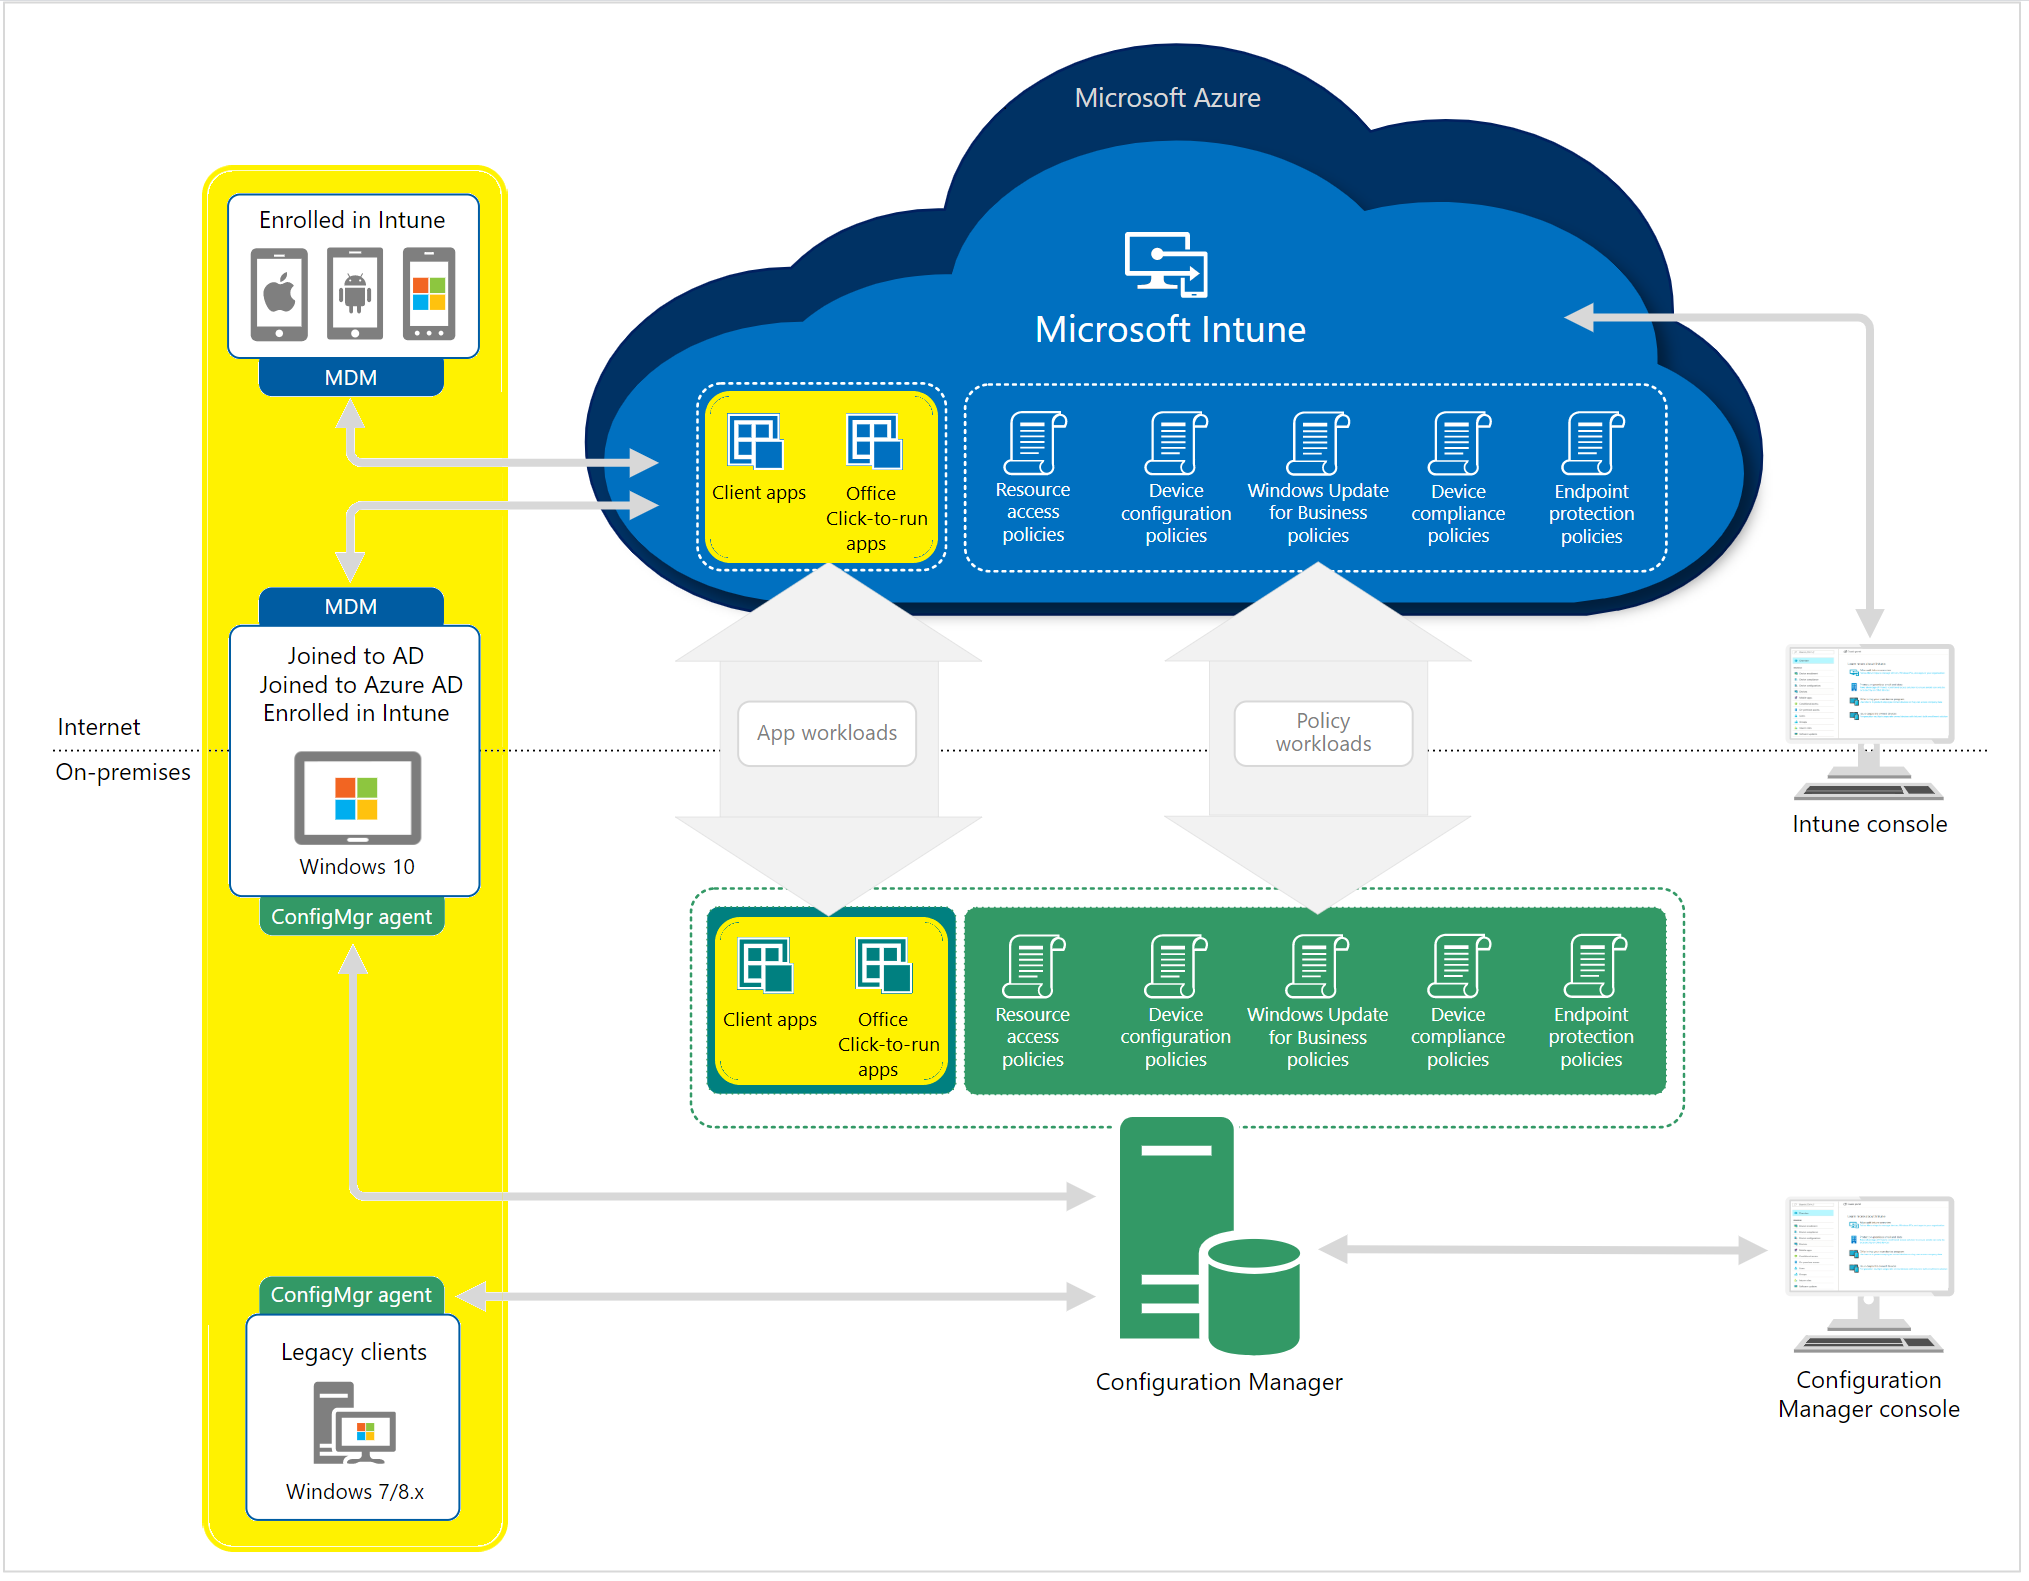 Microsoft Azure
Enrolled in Intune
MDM
Microsoft Intune
Client apps
Office
Click-to-run
apps
Resource
access
policies
Device
configuration
policies
Windows Update
for Business
policies
Device
compliance
policies
Endpoint
protection
policies
MDM
Joined to AD
Joined to Azure AD
Enrolled in Intune
Windows 10
ConfigMgr agent
Internet
On-premises
App workloads
Policy
workloads
Intune console
Client apps
Office
Click-to-run
apps
Resource
access
policies
Device
configuration
policies
Windows Update
for Business
policies
Device
compliance
policies
Endpoint
protection
policies
ConfigMgr agent
Legacy clients
Windows 7/8.x
Configuration Manager
Configuration
Manager console